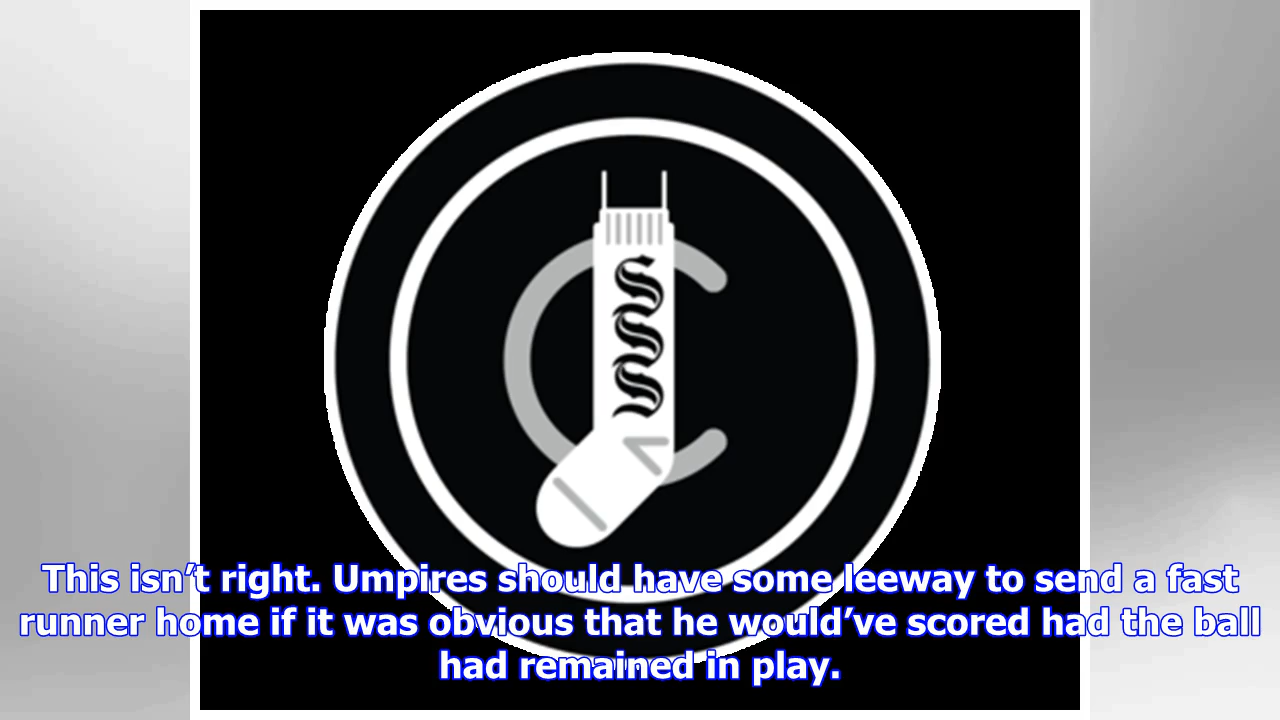 S
S
S
This isn’t right. Umpires should have some leeway to send a fast
runner home if it was obvious that he would’ve scored had the ball
had remained in play.